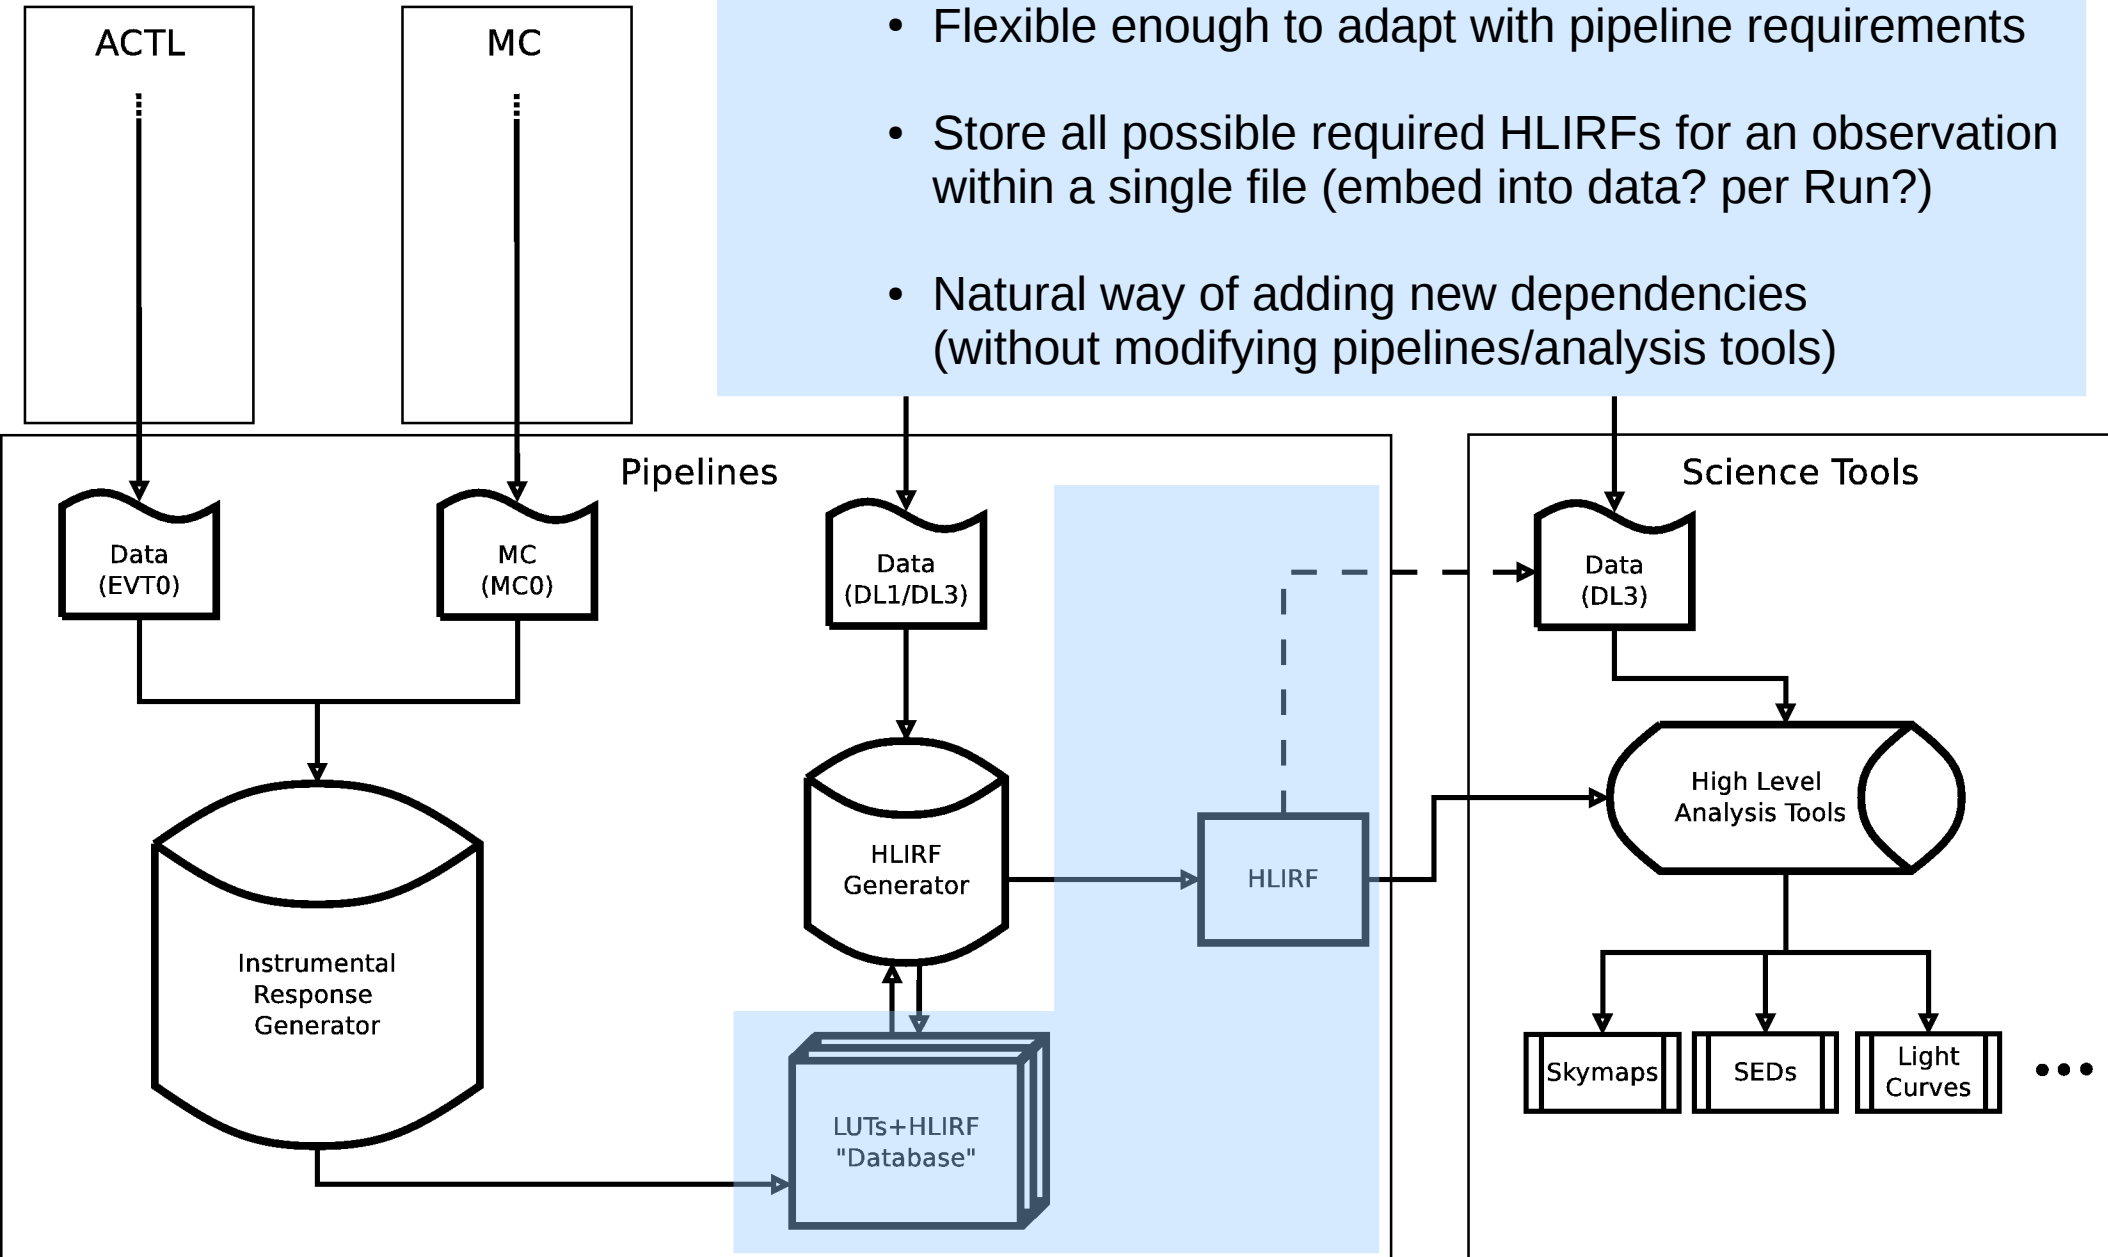 ACTL
MC
• Flexible enough to adapt with pipeline requirements
• Store all possible required HLIRFs for an observation
within a single file (embed into data? per Run?)
• Natural way of adding new dependencies
(without modifying pipelines/analysis tools)
Pipelines
Science Tools
Data
(EVT0)
MC
(MC0)
Data
(DL1/DL3)
Data
(DL3)
High Level
Analysis Tools
HLIRF
Generator
HLIRF
Instrumental
Response
Generator
LUTs+HLIRF
"Database"
Skymaps
SEDs
Light
Curves
•••